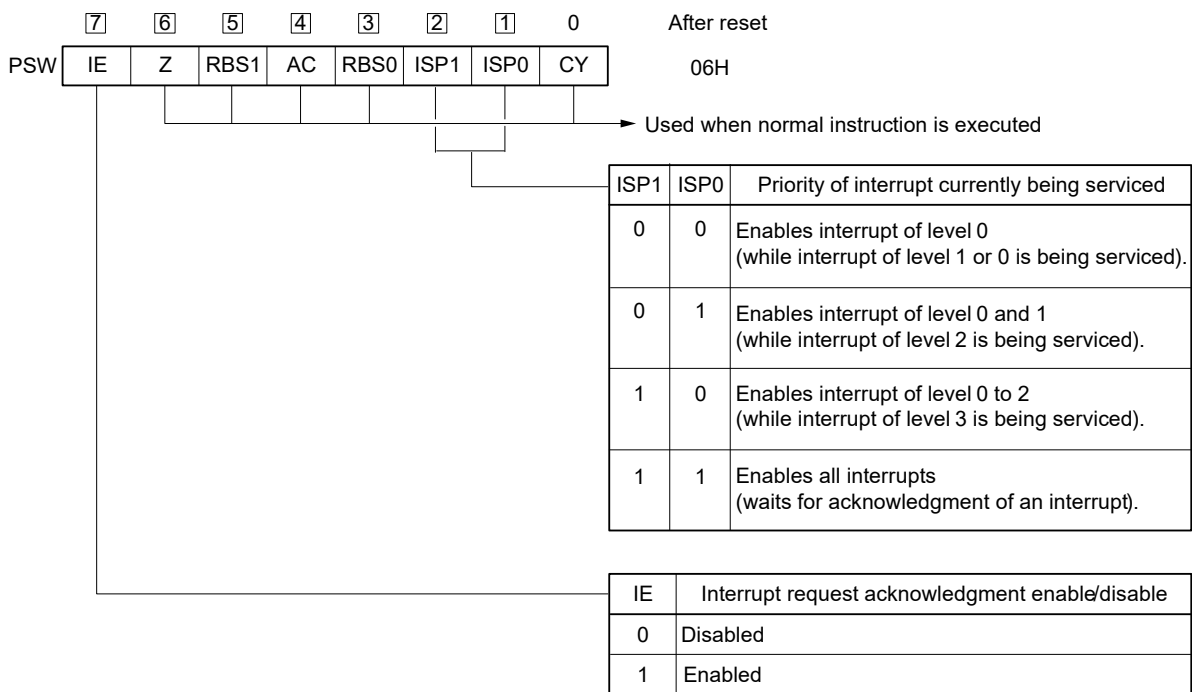 7 6 5 4 3 2 1 0 After reset
PSW IE Z RBS1 AC RBS0 ISP1 ISP0 CY 06H
Used when normal instruction is executed
ISP1 ISP0 Priority of interrupt currently being serviced
0 0 Enables interrupt of level 0
(while interrupt of level 1 or 0 is being serviced).
0 1 Enables interrupt of level 0 and 1
(while interrupt of level 2 is being serviced).
1 0 Enables interrupt of level 0 to 2
(while interrupt of level 3 is being serviced).
1 1 Enables all interrupts
(waits for acknowledgment of an interrupt).
IE Interrupt request acknowledgment enable/disable
0 Disabled
1 Enabled